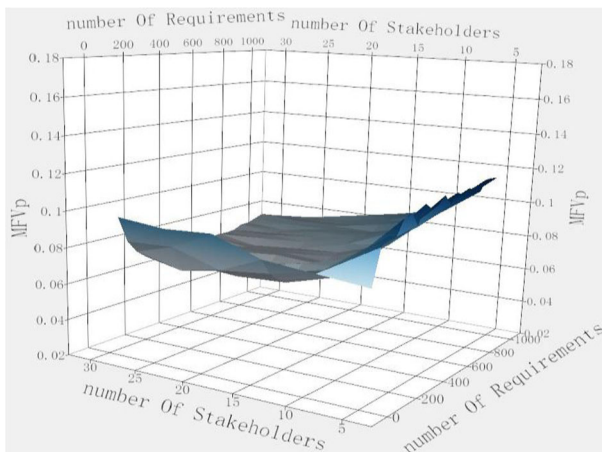 number Of Requirements number Of Stakeholders
0 200 400 600 800 1000 30 25 20 15 10 5
0.18 0.18
0.16 0.16
0.14 0.14
0.12 0.12
0.1 0.1
0.08 0.08
0.06 0.06
0.04 0.04
0.02 0.02
MFVp MFVp
30 25 20 15 10 5
0 200 400 600 800 1000
number Of Stakeholders
number Of Requirements